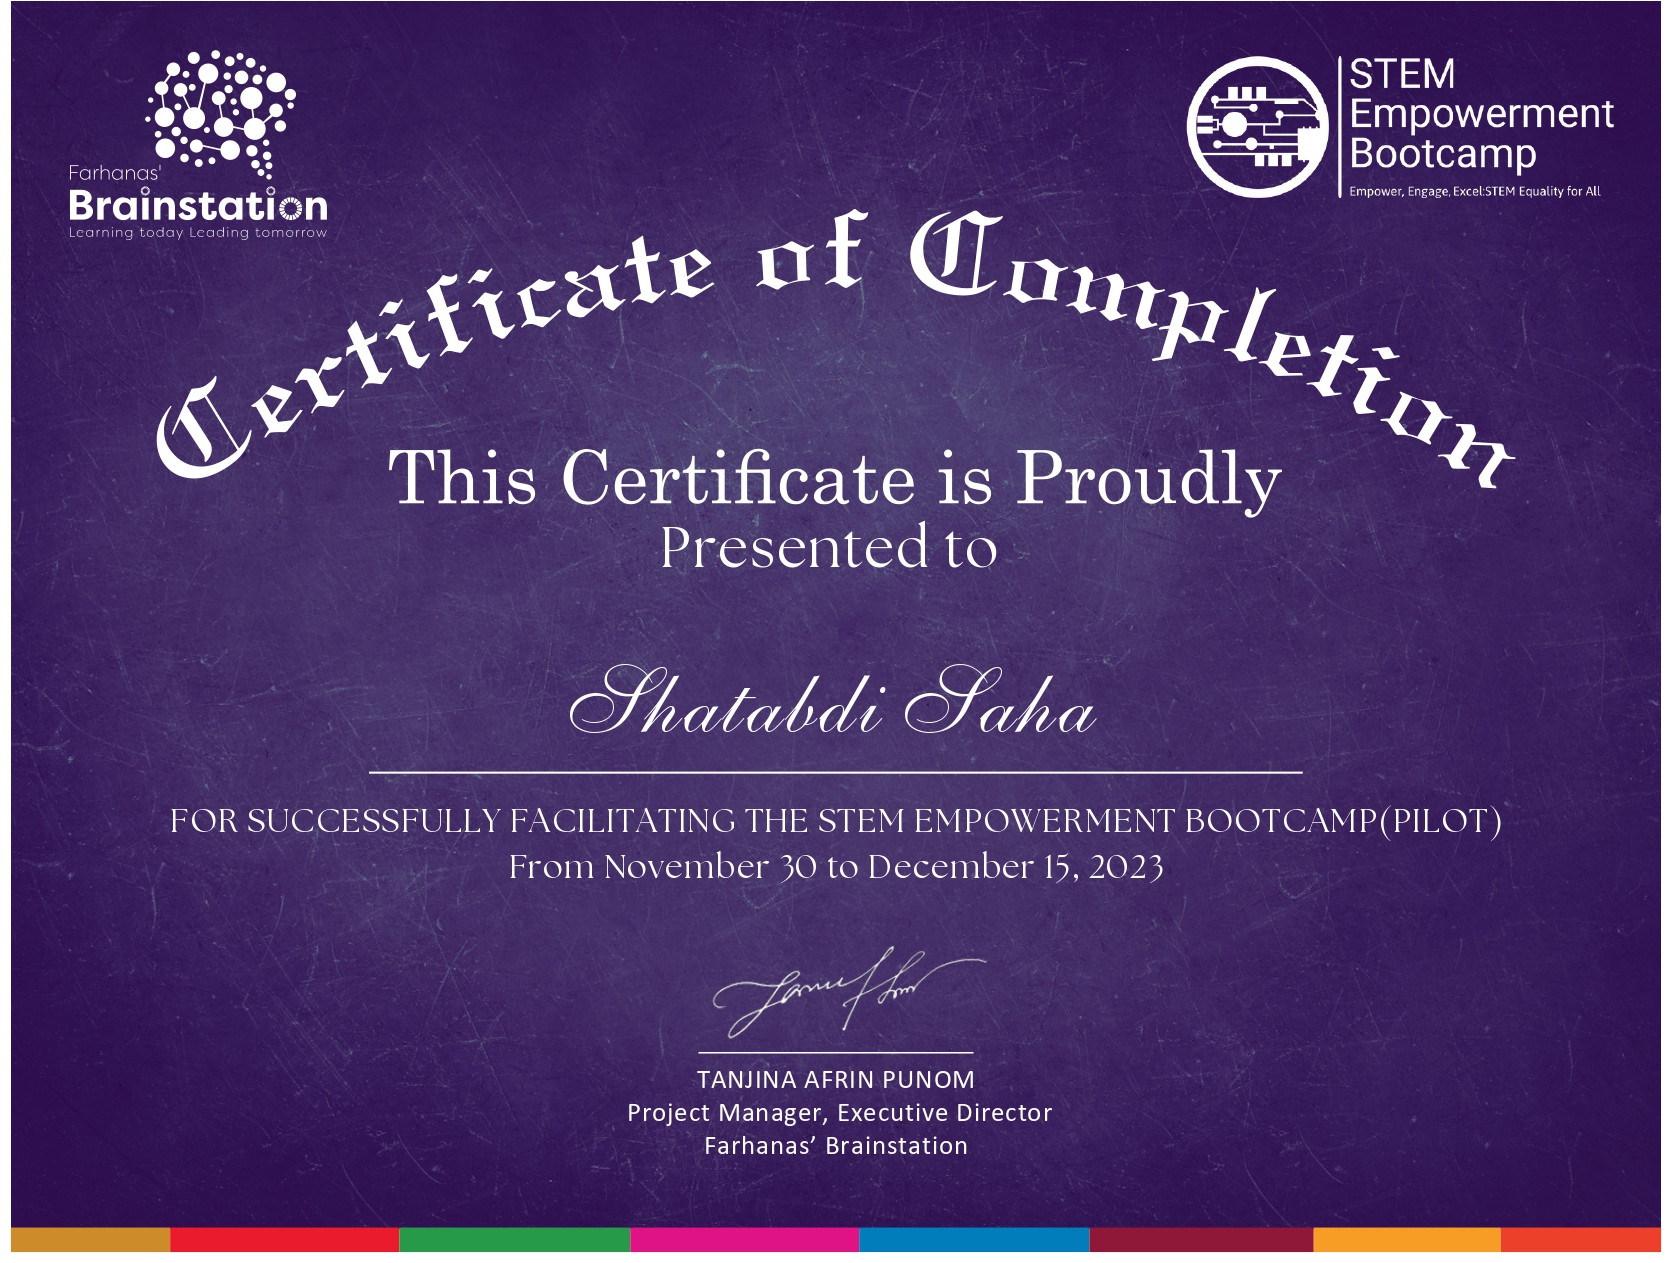 Farhanas'
Brainstation
Learning today Leading tomorrow
STEM
Empowerment
Bootcamp
Empower, Engage, Excel:STEM Equality for All
Certificate of Completion
This Certificate is Proudly
Presented to
Shatabdi Saha
FOR SUCCESSFULLY FACILITATING THE STEM EMPOWERMENT BOOTCAMP(PILOT)
From November 30 to December 15, 2023
TANJINA AFRIN PUNOM
Project Manager, Executive Director
Farhanas’ Brainstation